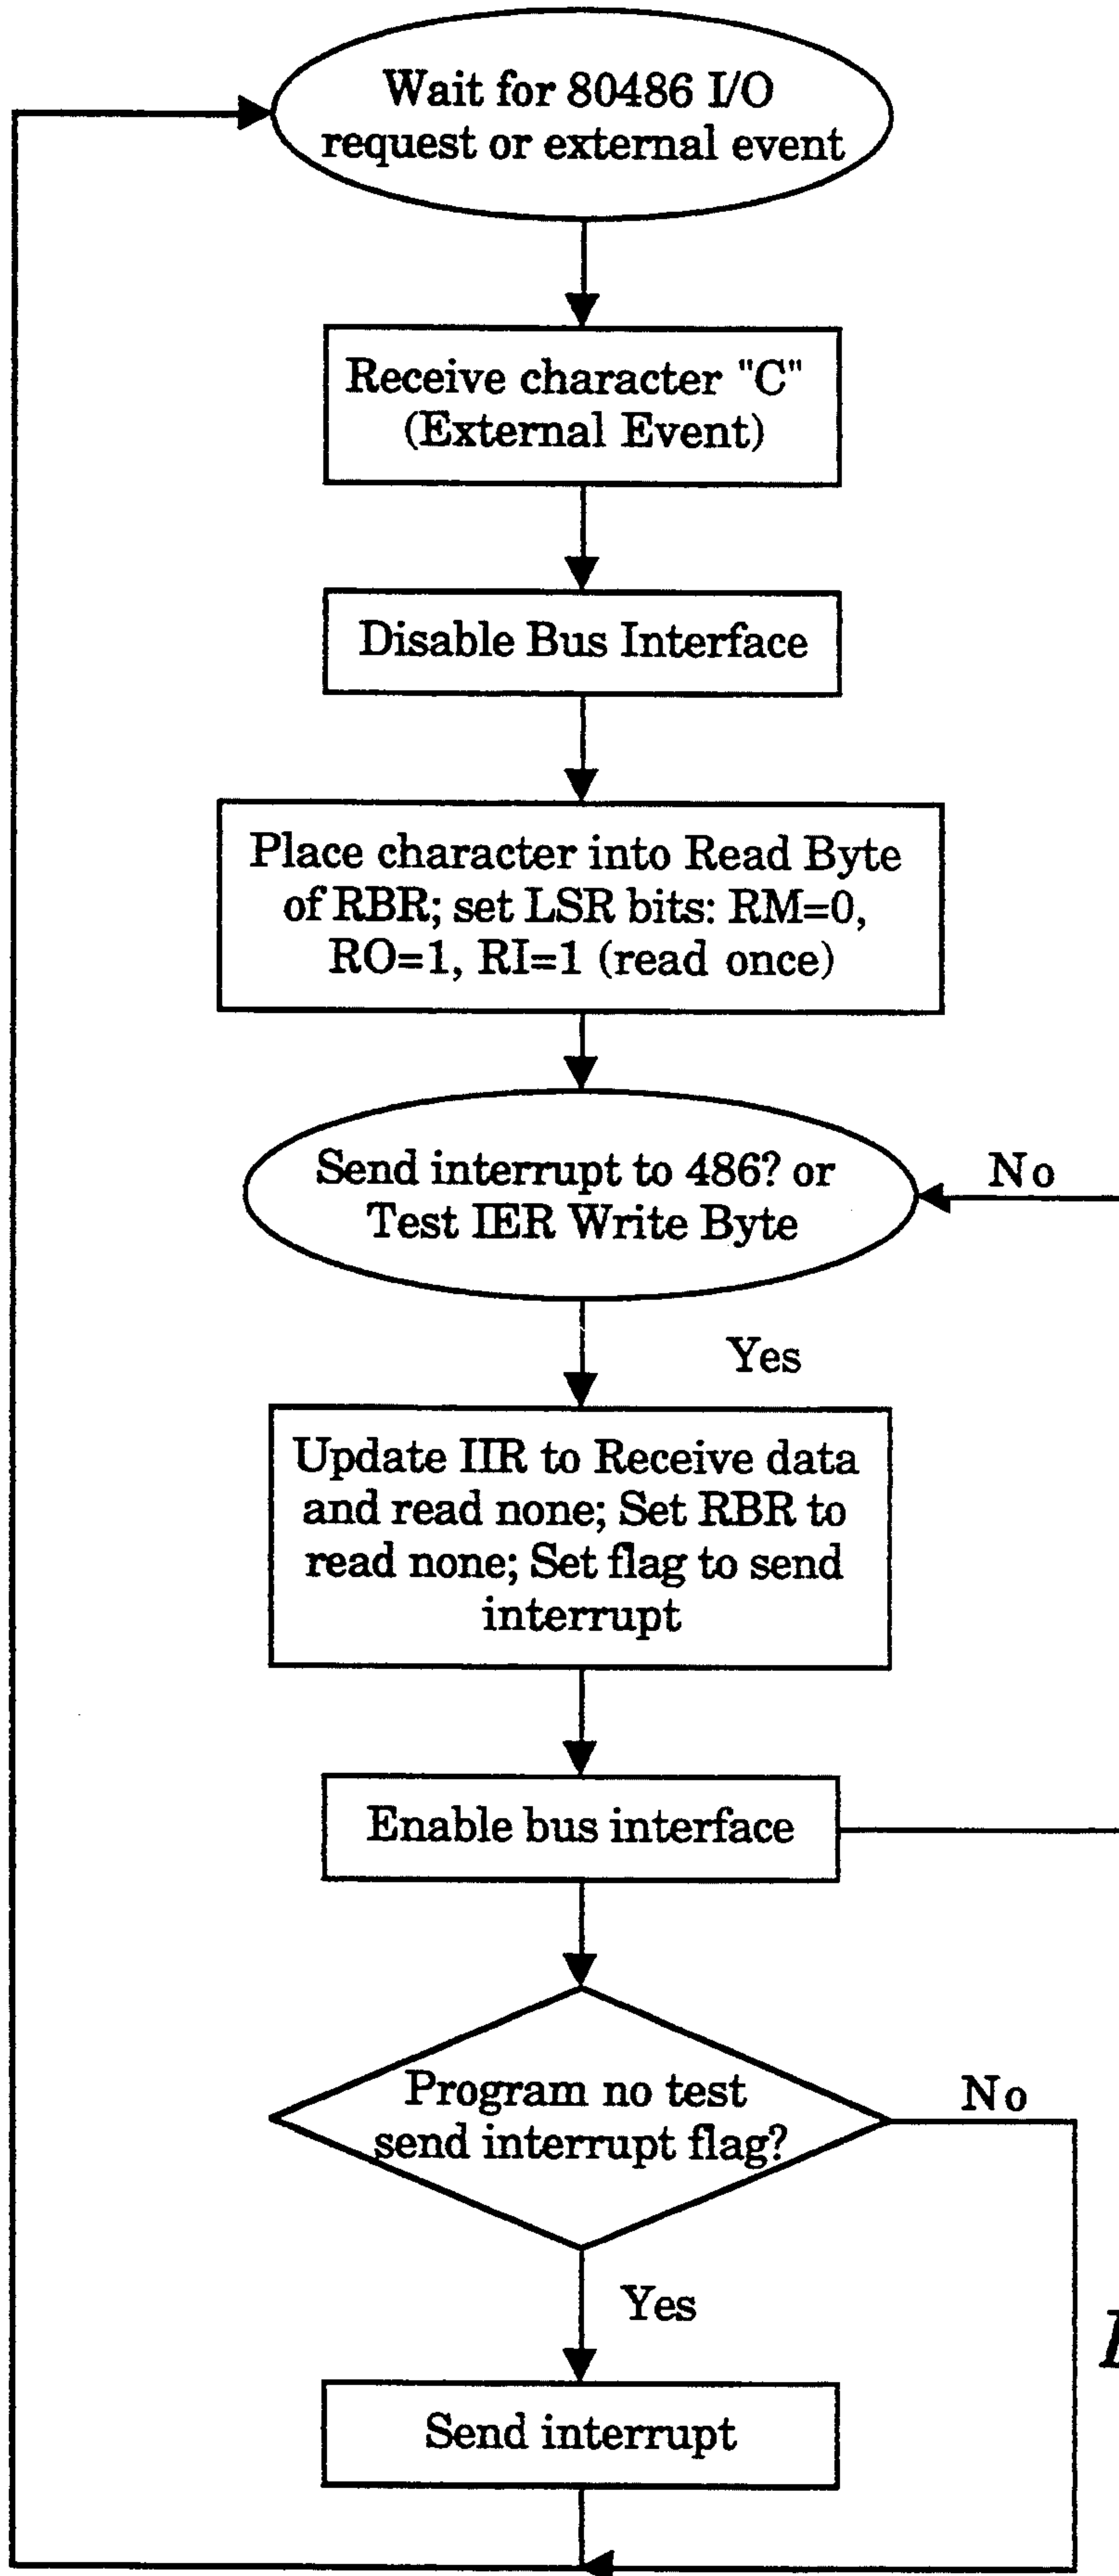 Wait for 80486 I/O
request or external event
Receive character "C"
(External Event)
Disable Bus Interface
Place character into Read Byte
of RBR; set LSR bits: RM=0,
RO=1, RI=1 (read once)
Send interrupt to 486? or
Test IER Write Byte
No
Yes
Update IIR to Receive data
and read none; Set RBR to
read none; Set flag to send
interrupt
Enable bus interface
Program no test
send interrupt flag?
No
Yes
Send interrupt